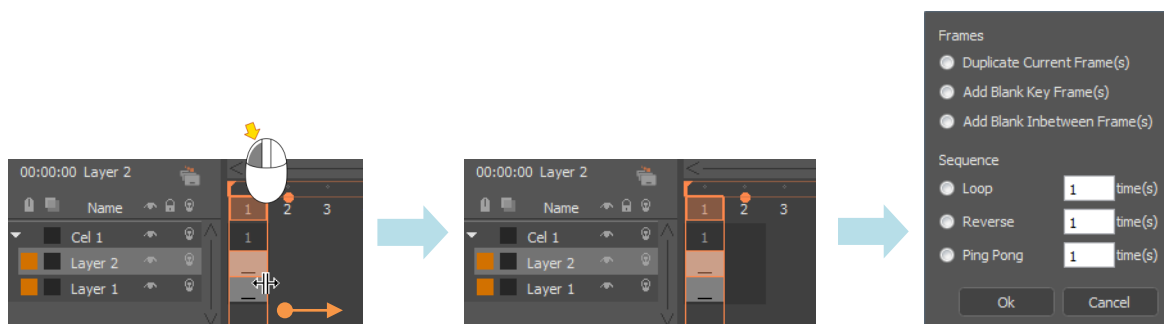 00:00:00 Layer 2
Name 1 2 3
Cel 1 1
Layer 2
Layer 1
00:00:00 Layer 2
Name 1 2 3
Cel 1 1
Layer 2
Layer 1
Frames
Duplicate Current Frame(s)
Add Blank Key Frame(s)
Add Blank Inbetween Frame(s)
Sequence
Loop 1 time(s)
Reverse 1 time(s)
Ping Pong 1 time(s)
Ok Cancel